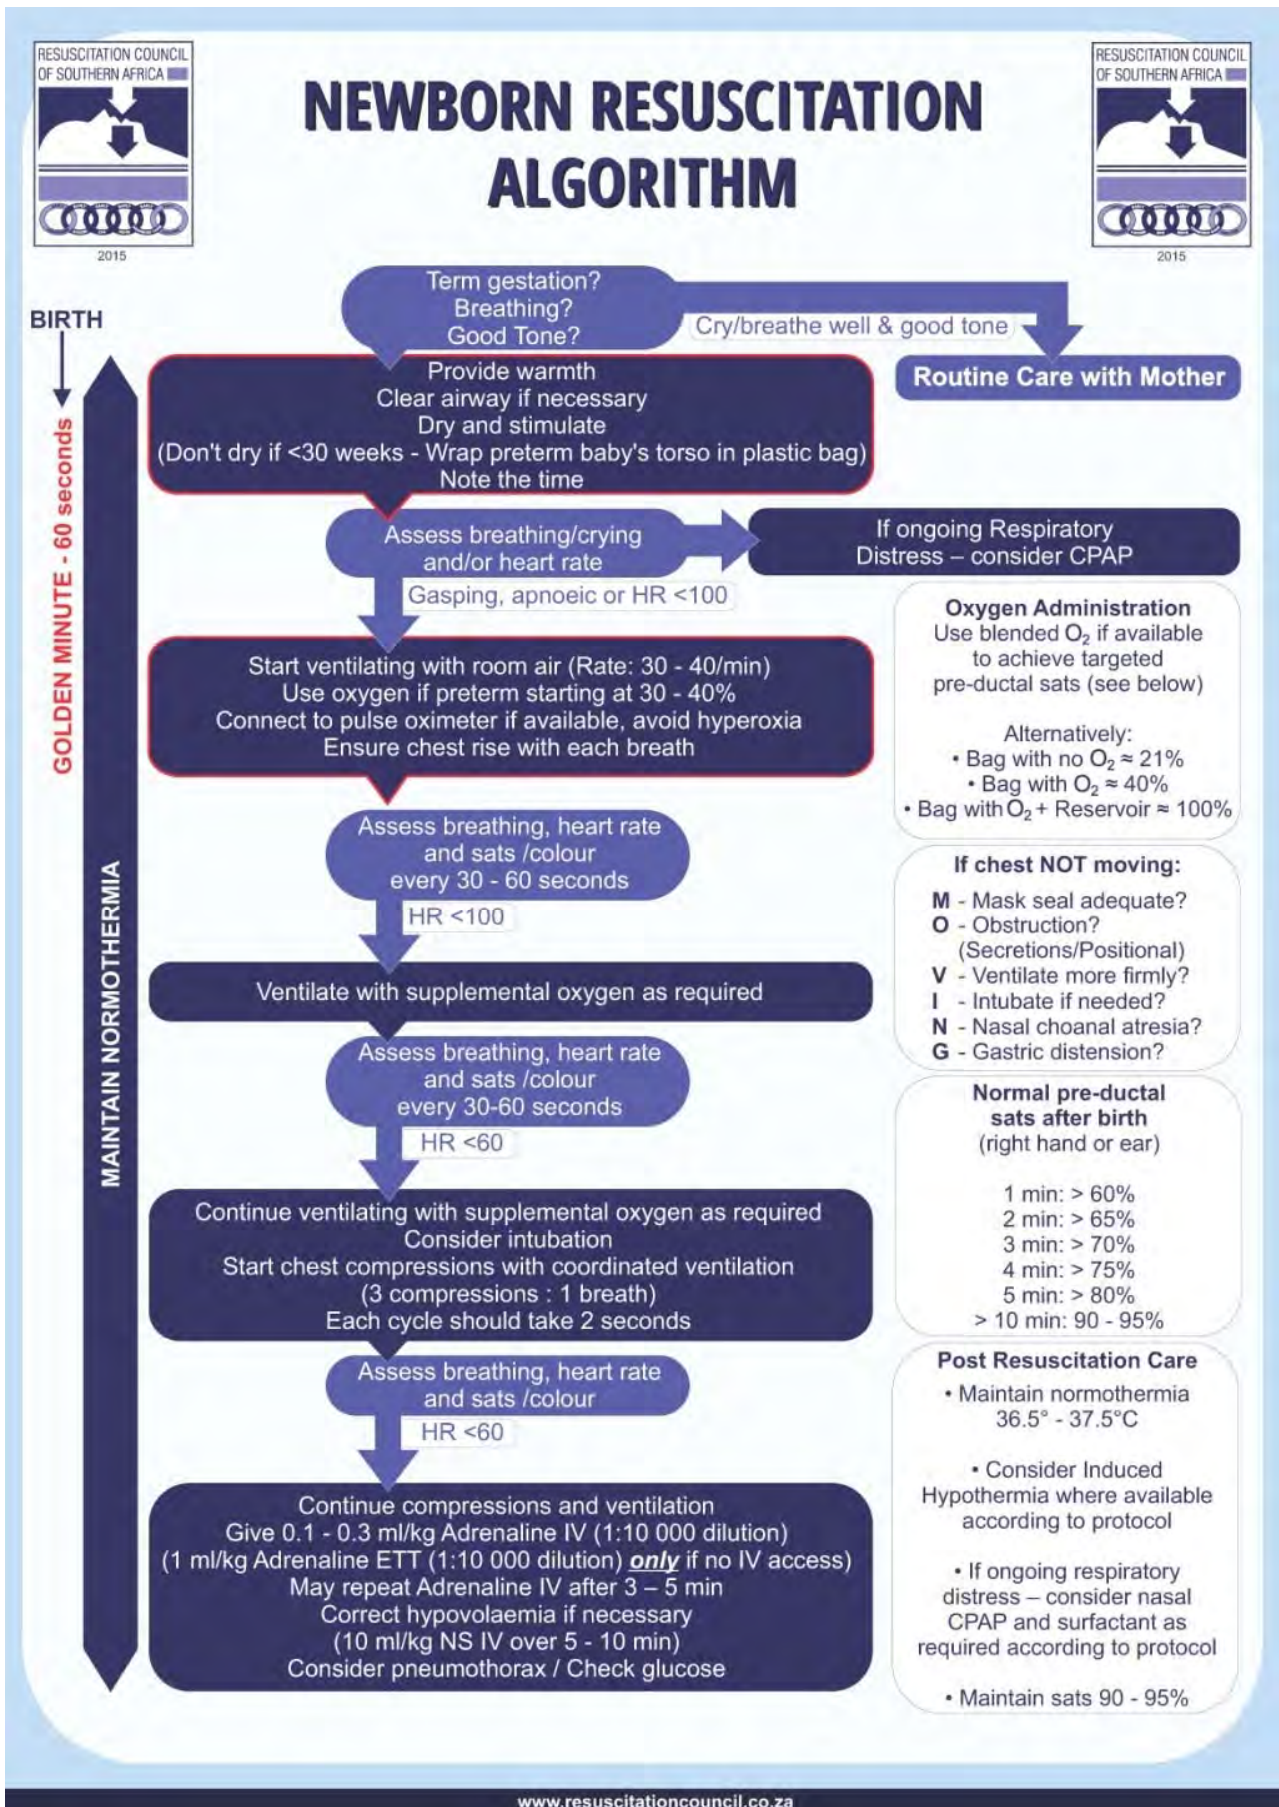 RESUSCITATION COUNCIL
OF SOUTHERN AFRICA
2015
NEWBORN RESUSCITATION
ALGORITHM
RESUSCITATION COUNCIL
OF SOUTHERN AFRICA
2015
BIRTH
GOLDEN MINUTE - 60 seconds
MAINTAIN NORMOTHERMIA
Term gestation?
Breathing?
Good Tone?
Cry/breathe well & good tone
Routine Care with Mother
Provide warmth
Clear airway if necessary
Dry and stimulate
(Don't dry if <30 weeks - Wrap preterm baby's torso in plastic bag)
Note the time
Assess breathing/crying
and/or heart rate
If ongoing Respiratory
Distress – consider CPAP
Gasping, apnoeic or HR <100
Start ventilating with room air (Rate: 30 - 40/min)
Use oxygen if preterm starting at 30 - 40%
Connect to pulse oximeter if available, avoid hyperoxia
Ensure chest rise with each breath
Assess breathing, heart rate
and sats /colour
every 30 - 60 seconds
HR <100
Ventilate with supplemental oxygen as required
Assess breathing, heart rate
and sats /colour
every 30-60 seconds
HR <60
Continue ventilating with supplemental oxygen as required
Consider intubation
Start chest compressions with coordinated ventilation
(3 compressions : 1 breath)
Each cycle should take 2 seconds
Assess breathing, heart rate
and sats /colour
HR <60
Continue compressions and ventilation
Give 0.1 - 0.3 ml/kg Adrenaline IV (1:10 000 dilution)
(1 ml/kg Adrenaline ETT (1:10 000 dilution) only if no IV access)
May repeat Adrenaline IV after 3 – 5 min
Correct hypovolaemia if necessary
(10 ml/kg NS IV over 5 - 10 min)
Consider pneumothorax / Check glucose
Oxygen Administration
Use blended O₂ if available
to achieve targeted
pre-ductal sats (see below)
Alternatively:
• Bag with no O₂ ≈ 21%
• Bag with O₂ ≈ 40%
• Bag with O₂ + Reservoir ≈ 100%
If chest NOT moving:
M - Mask seal adequate?
O - Obstruction?
(Secretions/Positional)
V - Ventilate more firmly?
I - Intubate if needed?
N - Nasal choanal atresia?
G - Gastric distension?
Normal pre-ductal
sats after birth
(right hand or ear)
1 min: > 60%
2 min: > 65%
3 min: > 70%
4 min: > 75%
5 min: > 80%
> 10 min: 90 - 95%
Post Resuscitation Care
• Maintain normothermia
36.5° - 37.5°C
• Consider Induced
Hypothermia where available
according to protocol
• If ongoing respiratory
distress – consider nasal
CPAP and surfactant as
required according to protocol
• Maintain sats 90 - 95%
www.resuscitationcouncil.co.za